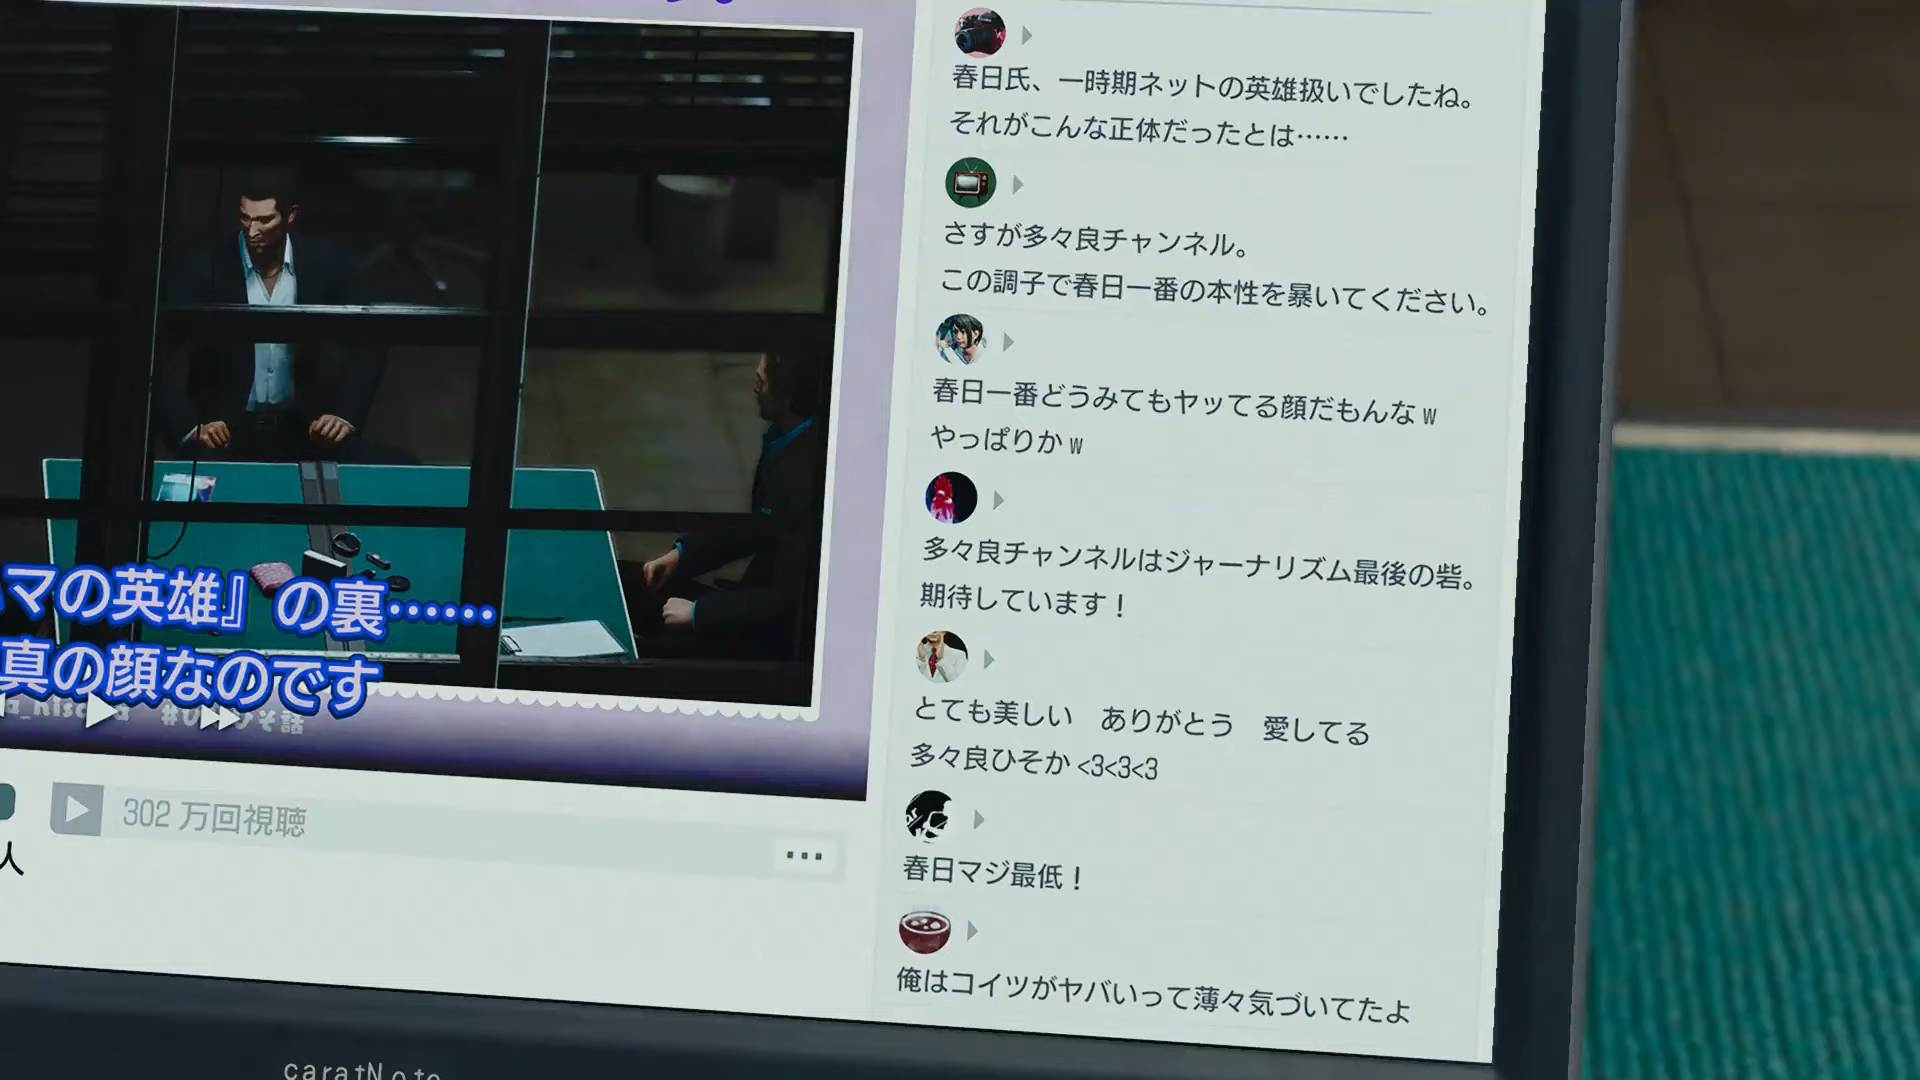 マの英雄』の裏……
真の顔なのです
302 万回視聴
人
春日氏、一時期ネットの英雄扱いでしたね。
それがこんな正体だったとは……
さすが多々良チャンネル。
この調子で春日一番の本性を暴いてください。
春日一番どうみてもヤッてる顔だもんなw
やっぱりかw
多々良チャンネルはジャーナリズム最後の砦。
期待しています！
とても美しい　ありがとう　愛してる
多々良ひそか <3<3<3
春日マジ最低！
俺はコイツがヤバいって薄々気づいてたよ
caratNote